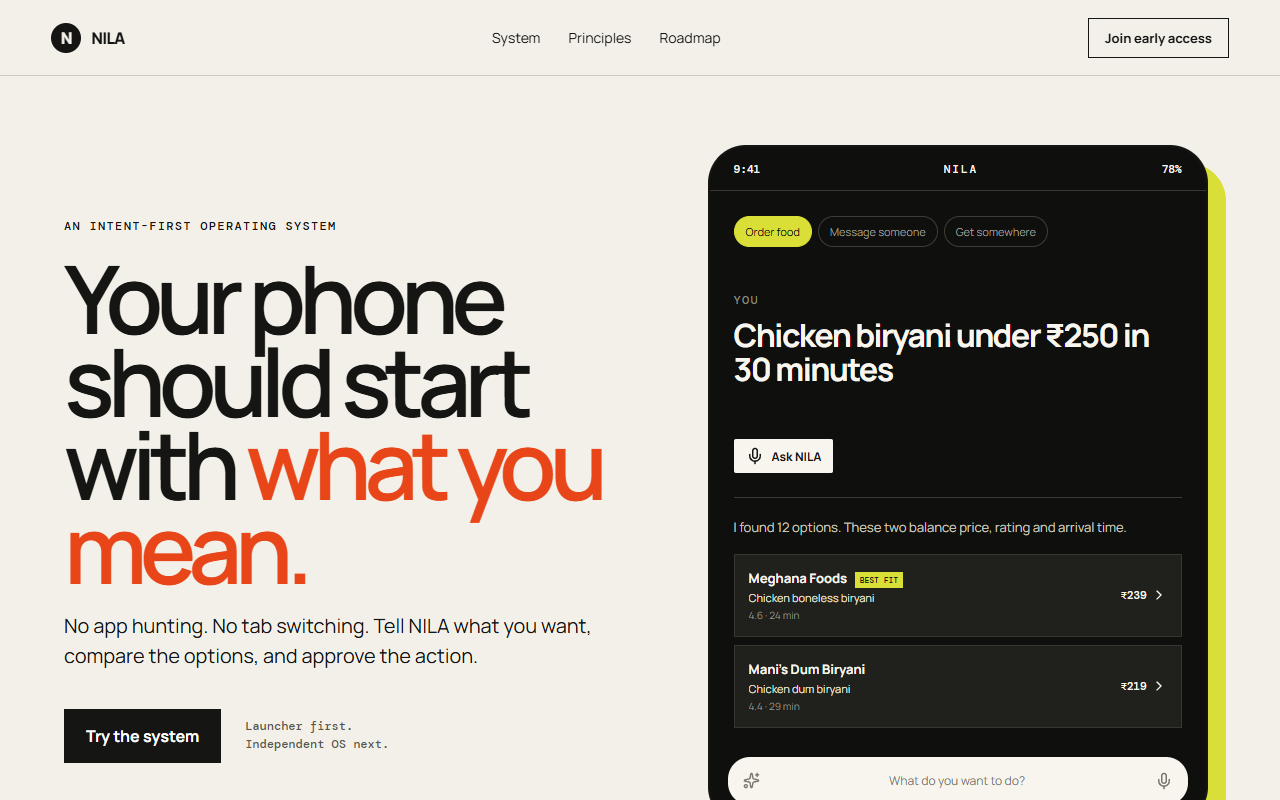 N NILA
System Principles Roadmap
Join early access
AN INTENT-FIRST OPERATING SYSTEM
Your phone
should start
with what you
mean.
No app hunting. No tab switching. Tell NILA what you want,
compare the options, and approve the action.
Try the system
Launcher first.
Independent OS next.
9:41 NILA 78%
Order food Message someone Get somewhere
YOU
Chicken biryani under ₹250 in
30 minutes
Ask NILA
I found 12 options. These two balance price, rating and arrival time.
Meghana Foods BEST FIT
Chicken boneless biryani
4.6 · 24 min
₹239
Mani's Dum Biryani
Chicken dum biryani
4.4 · 29 min
₹219
What do you want to do?